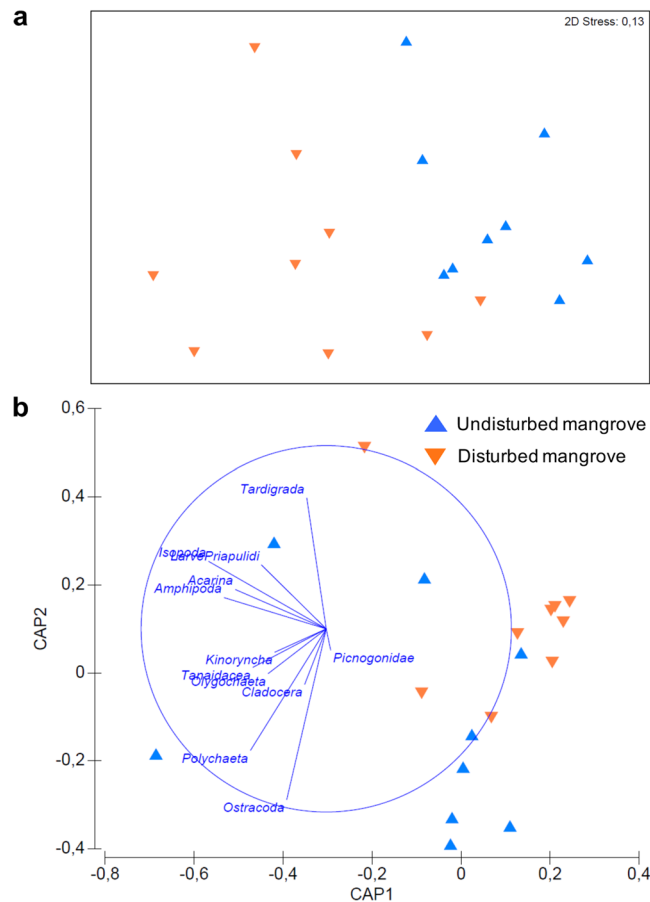 a
2D Stress: 0,13
b
0,6
0,4
0,2
0
-0,2
-0,4
CAP2
Undisturbed mangrove
Disturbed mangrove
Tardigrada
Isopoda
LarvePriapulidi
Acarina
Amphipoda
Kinoryncha
Picnogonidae
Tanaidacea
Olygochaeta
Cladocera
Polychaeta
Ostracoda
-0,8
-0,6
-0,4
-0,2
0
0,2
0,4
CAP1